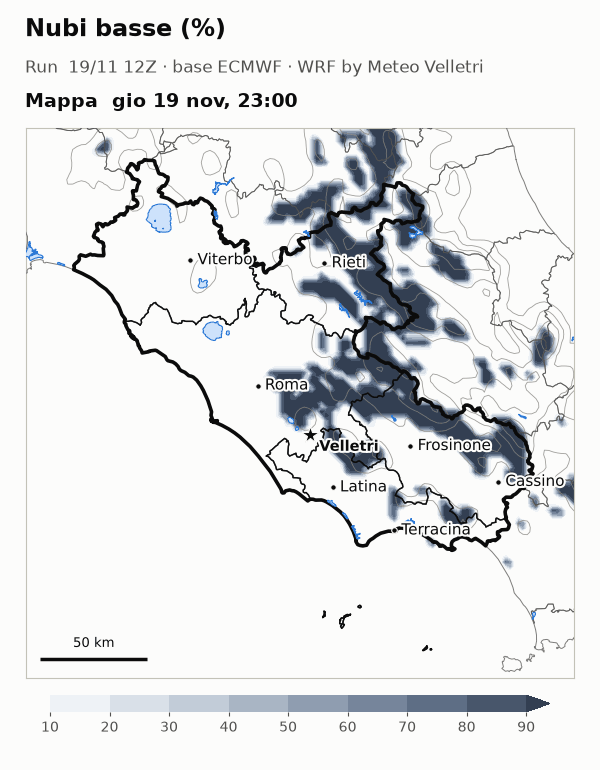 Nubi basse (%)
Run  19/11 12Z · base ECMWF · WRF by Meteo Velletri
Mappa  gio 19 nov, 23:00
Viterbo
Rieti
Roma
Velletri
Frosinone
Latina
Cassino
Terracina
50 km
10 20 30 40 50 60 70 80 90